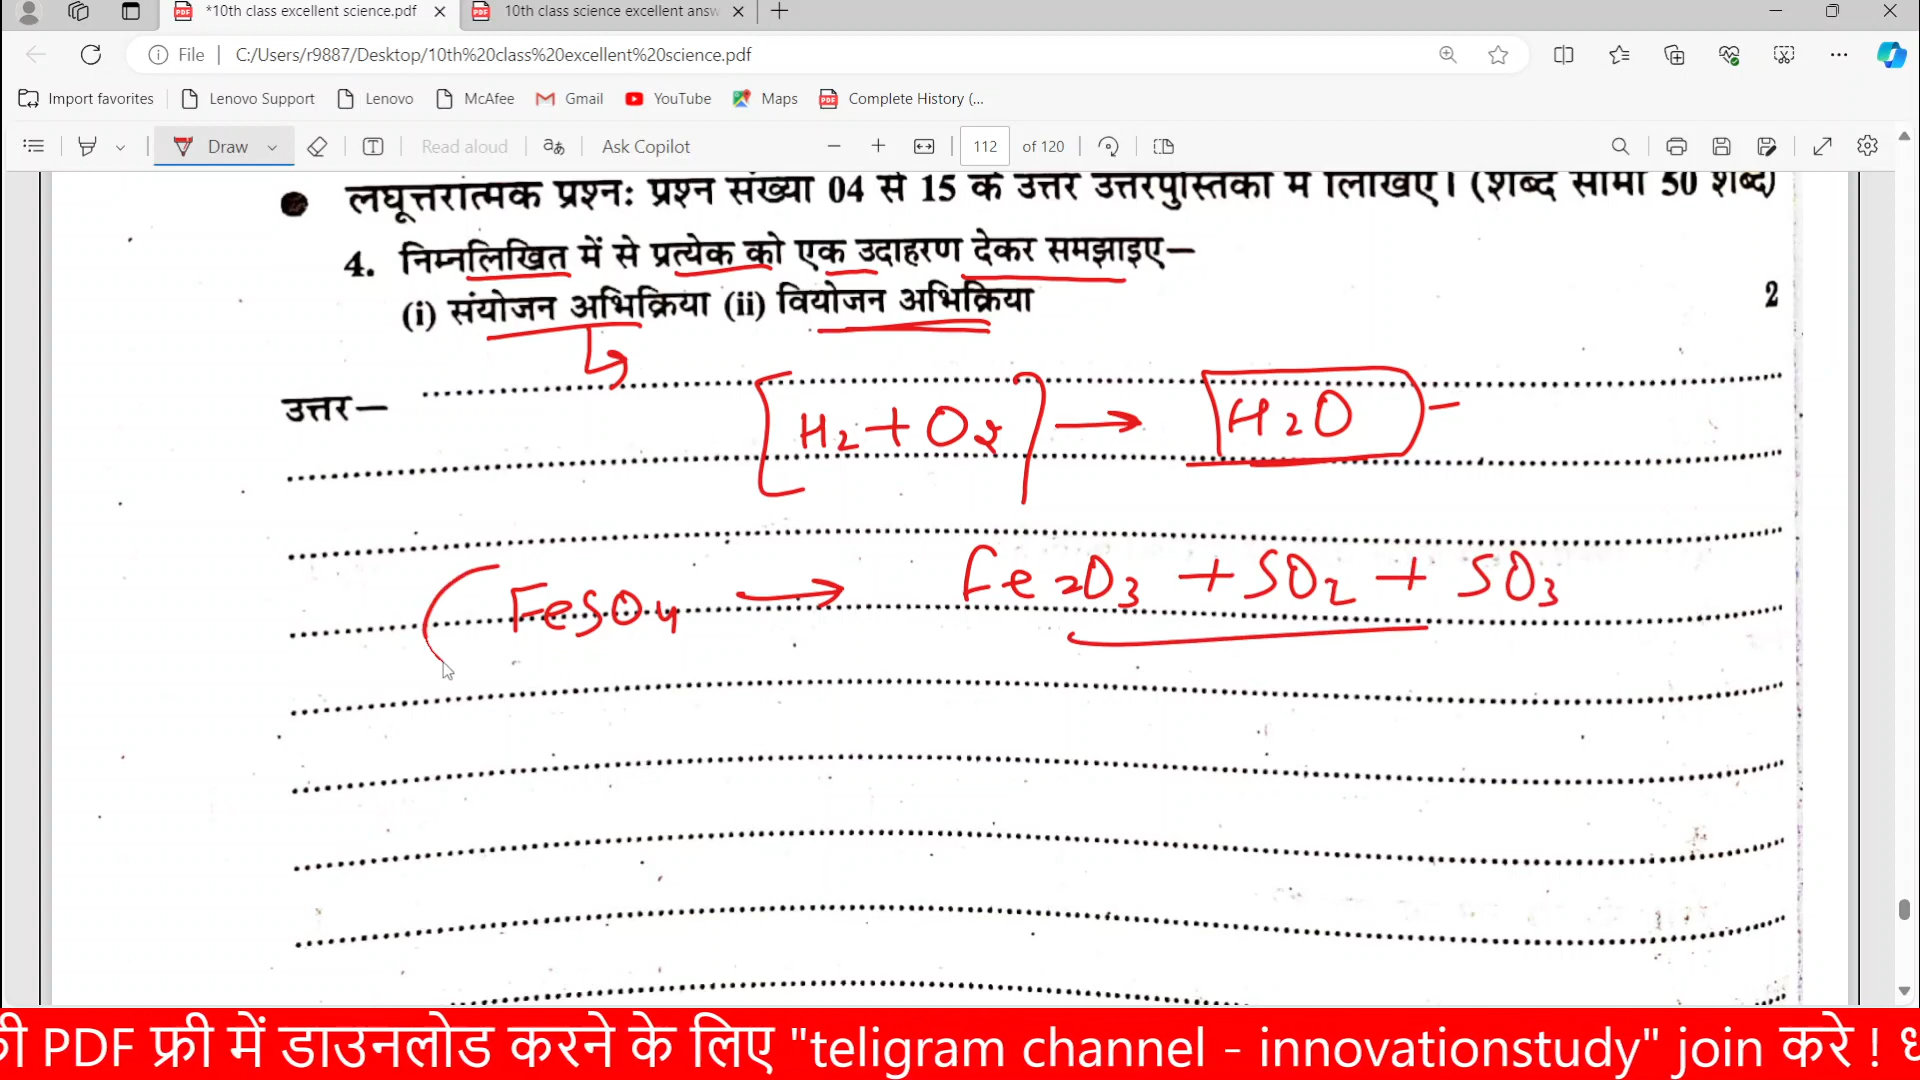 *10th class excellent science.pdf
10th class science excellent answ
File
C:/Users/r9887/Desktop/10th%20class%20excellent%20science.pdf
Import favorites
Lenovo Support
Lenovo
McAfee
Gmail
YouTube
Maps
Complete History (...
Draw
Read aloud
Ask Copilot
112 of 120
लघूत्तरात्मक प्रश्न: प्रश्न संख्या 04 से 15 के उत्तर उत्तरपुस्तिका में लिखिए। (शब्द सीमा 50 शब्द)
4. निम्नलिखित में से प्रत्येक को एक उदाहरण देकर समझाइए–
(i) संयोजन अभिक्रिया (ii) वियोजन अभिक्रिया 2
उत्तर–
[H2 + O2] → H2O
FeSO4 → Fe2O3 + SO2 + SO3
की PDF फ्री में डाउनलोड करने के लिए "teligram channel - innovationstudy" join करे !